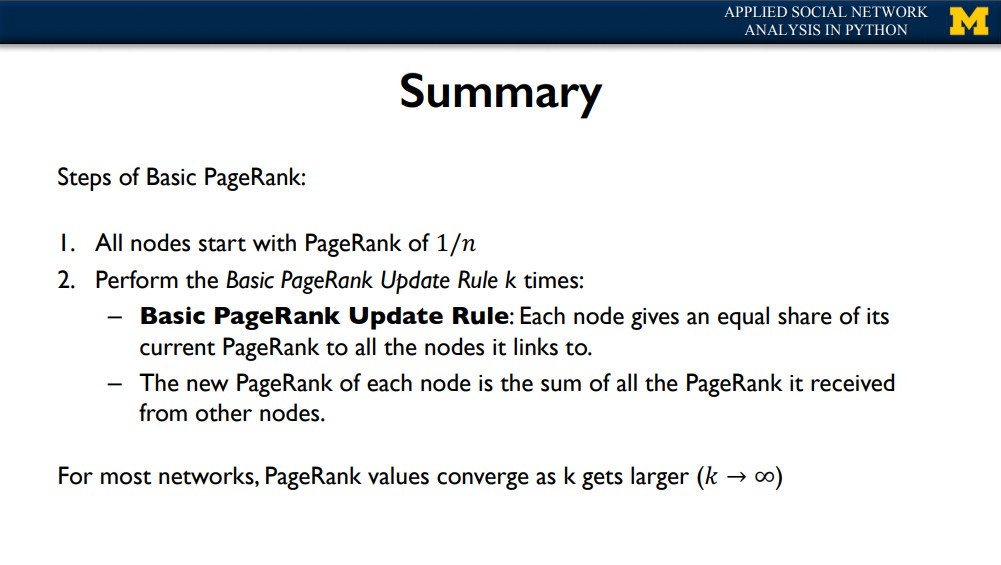 APPLIED SOCIAL NETWORK
ANALYSIS IN PYTHON
M
Summary
Steps of Basic PageRank:
1. All nodes start with PageRank of 1/n
2. Perform the Basic PageRank Update Rule k times:
– Basic PageRank Update Rule: Each node gives an equal share of its
current PageRank to all the nodes it links to.
– The new PageRank of each node is the sum of all the PageRank it received
from other nodes.
For most networks, PageRank values converge as k gets larger (k → ∞)